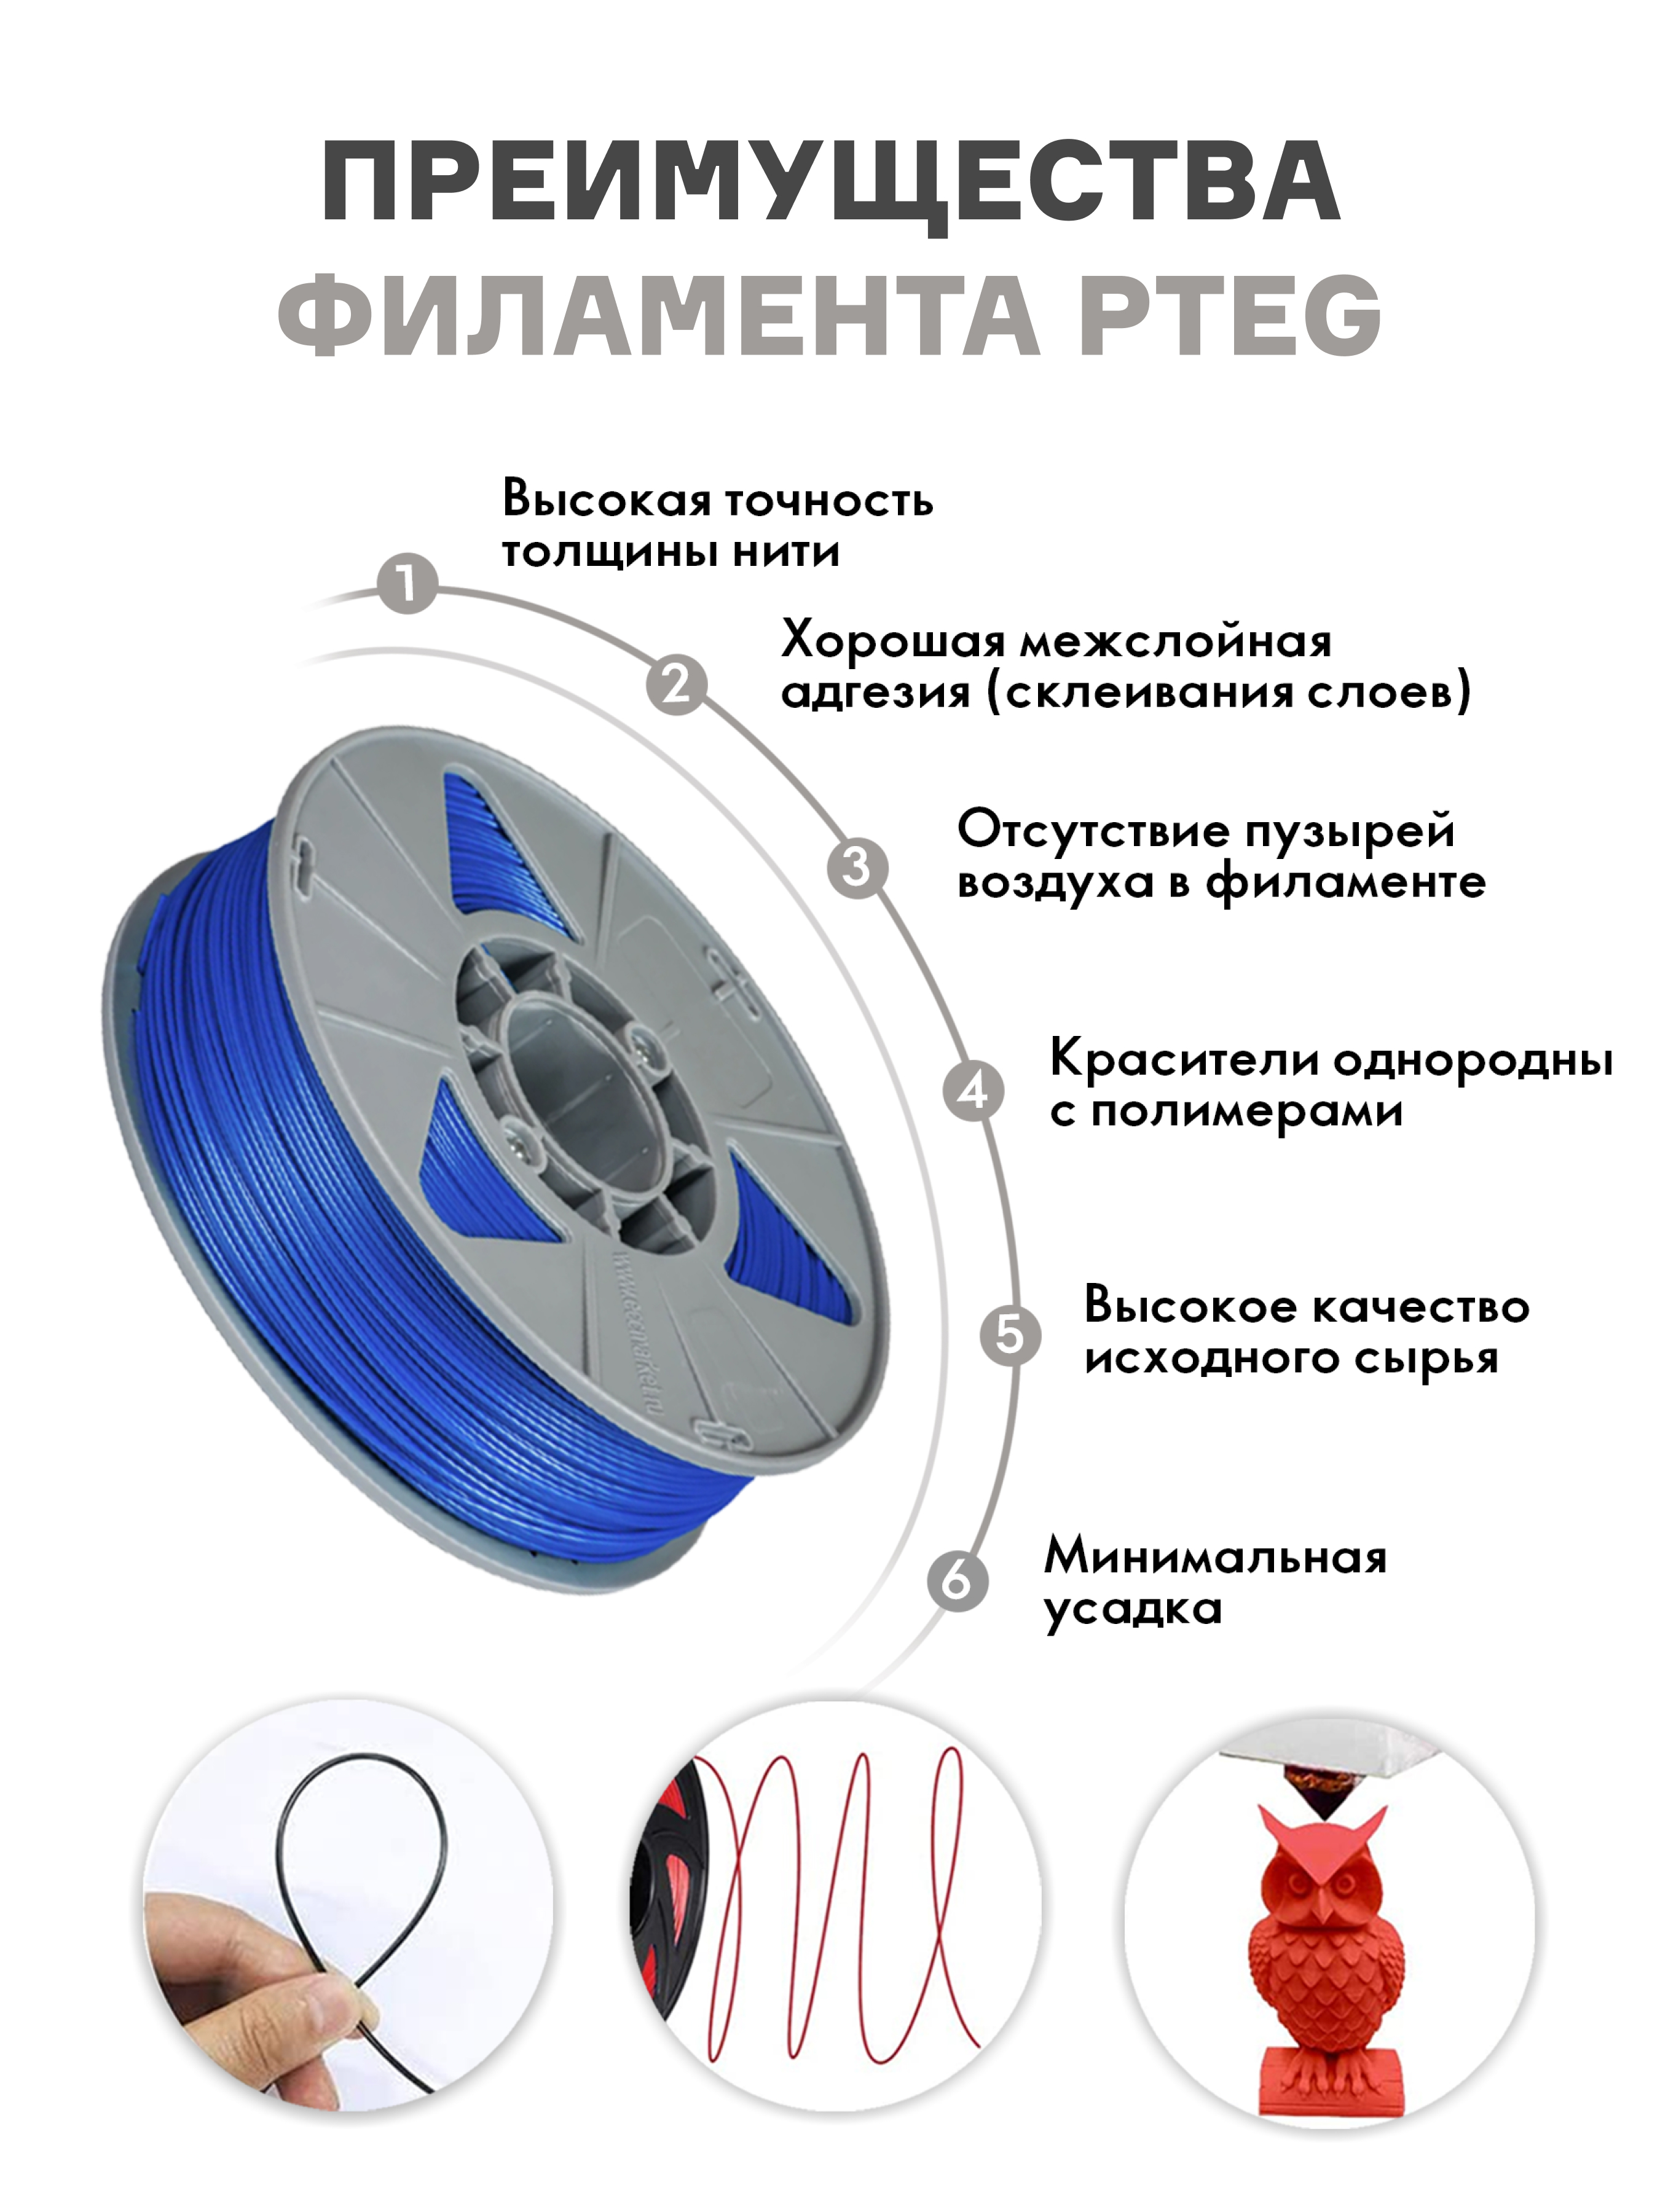 ПРЕИМУЩЕСТВА
ФИЛАМЕНТА PTEG
1
Высокая точность
толщины нити
2
Хорошая межслойная
адгезия (склеивания слоев)
3
Отсутствие пузырей
воздуха в филаменте
4
Красители однородны
с полимерами
5
Высокое качество
исходного сырья
6
Минимальная
усадка